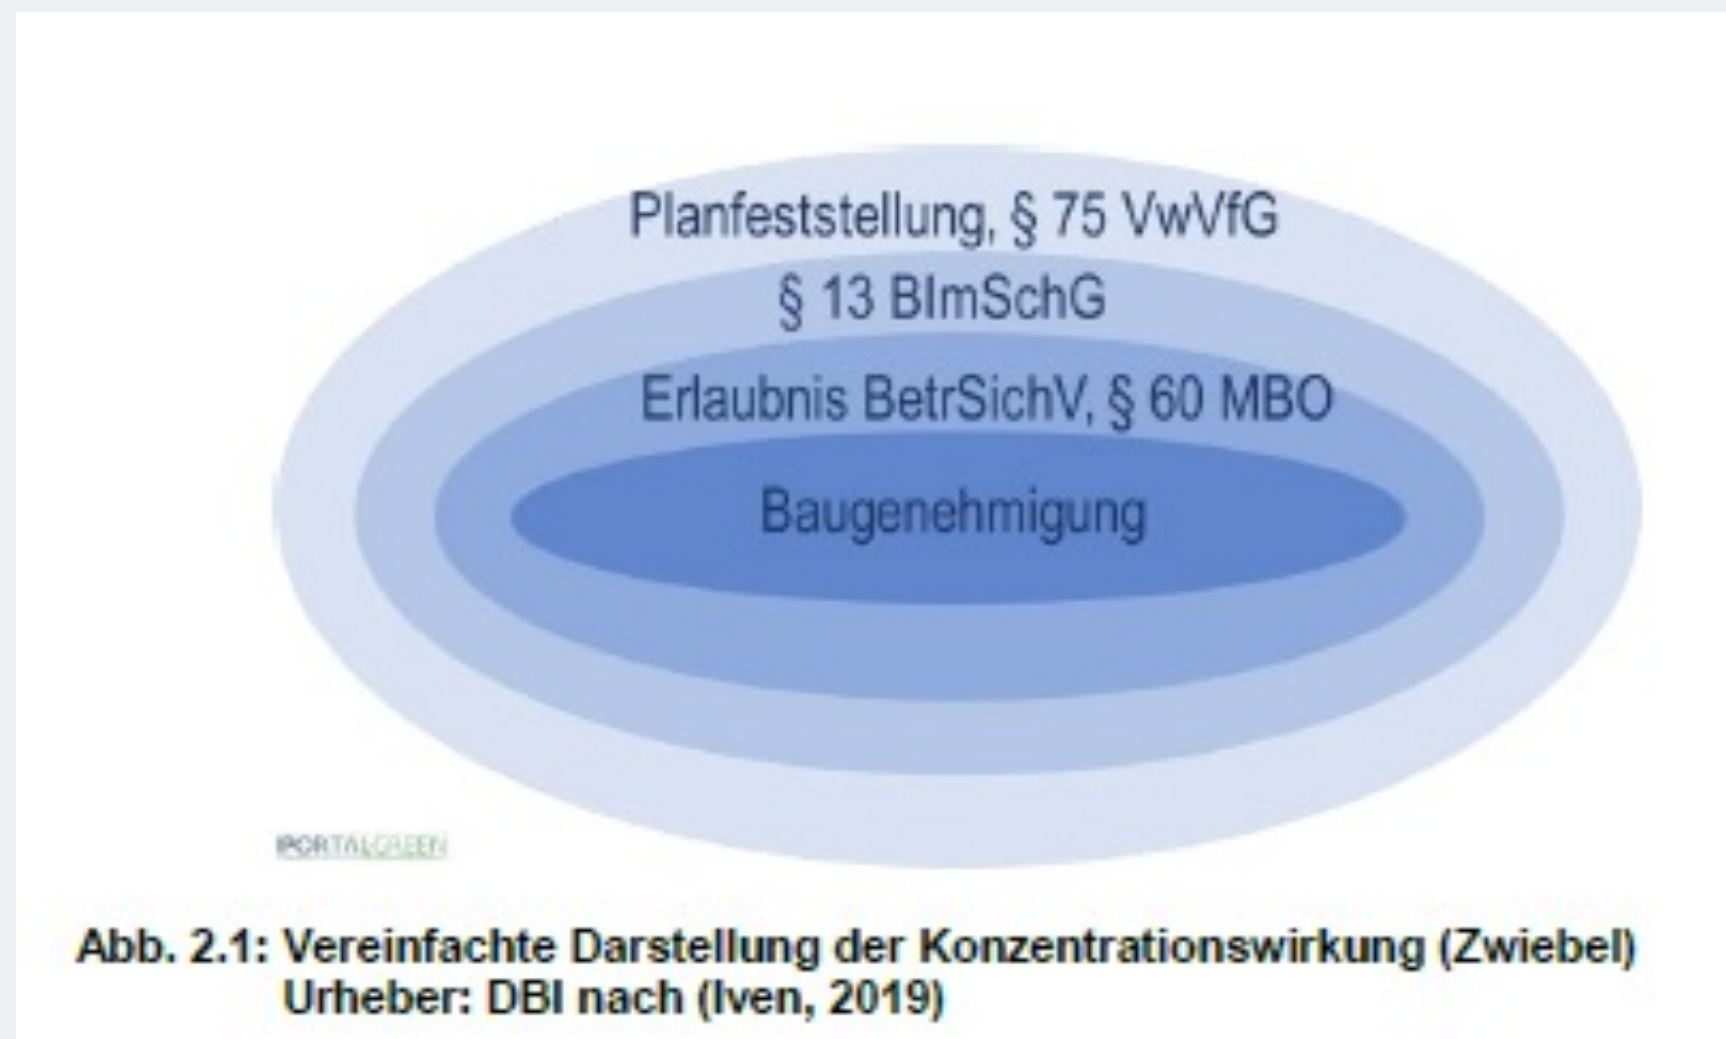 Planfeststellung, § 75 VwVfG
§ 13 BImSchG
Erlaubnis BetrSichV, § 60 MBO
Baugenehmigung
IPORTALGREEN
Abb. 2.1: Vereinfachte Darstellung der Konzentrationswirkung (Zwiebel)
Urheber: DBI nach (Iven, 2019)